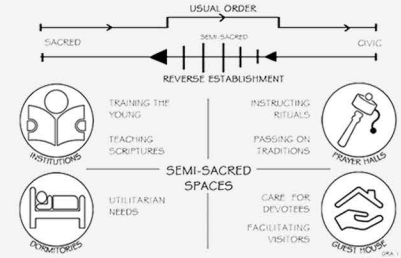 USUAL ORDER
SACRED
SEMI-SACRED
CIVIC
REVERSE ESTABLISHMENT
TRAINING THE
YOUNG
TEACHING
SCRIPTURES
INSTITUTIONS
INSTRUCTING
RITUALS
PASSING ON
TRADITIONS
PRAYER HALLS
SEMI-SACRED
SPACES
UTILITARIAN
NEEDS
DORMITORIES
CARE FOR
DEVOTEES
FACILITATING
VISITORS
GUEST HOUSE